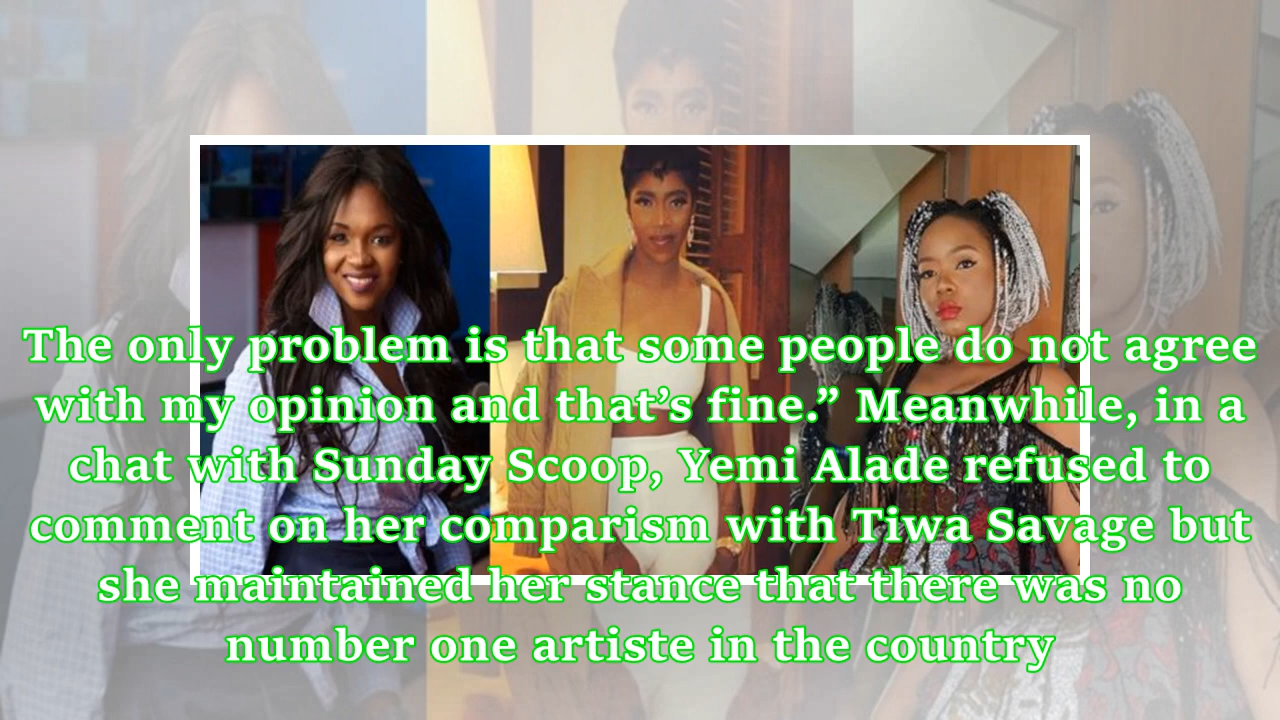 The only problem is that some people do not agree
with my opinion and that’s fine.” Meanwhile, in a
chat with Sunday Scoop, Yemi Alade refused to
comment on her comparism with Tiwa Savage but
she maintained her stance that there was no
number one artiste in the country